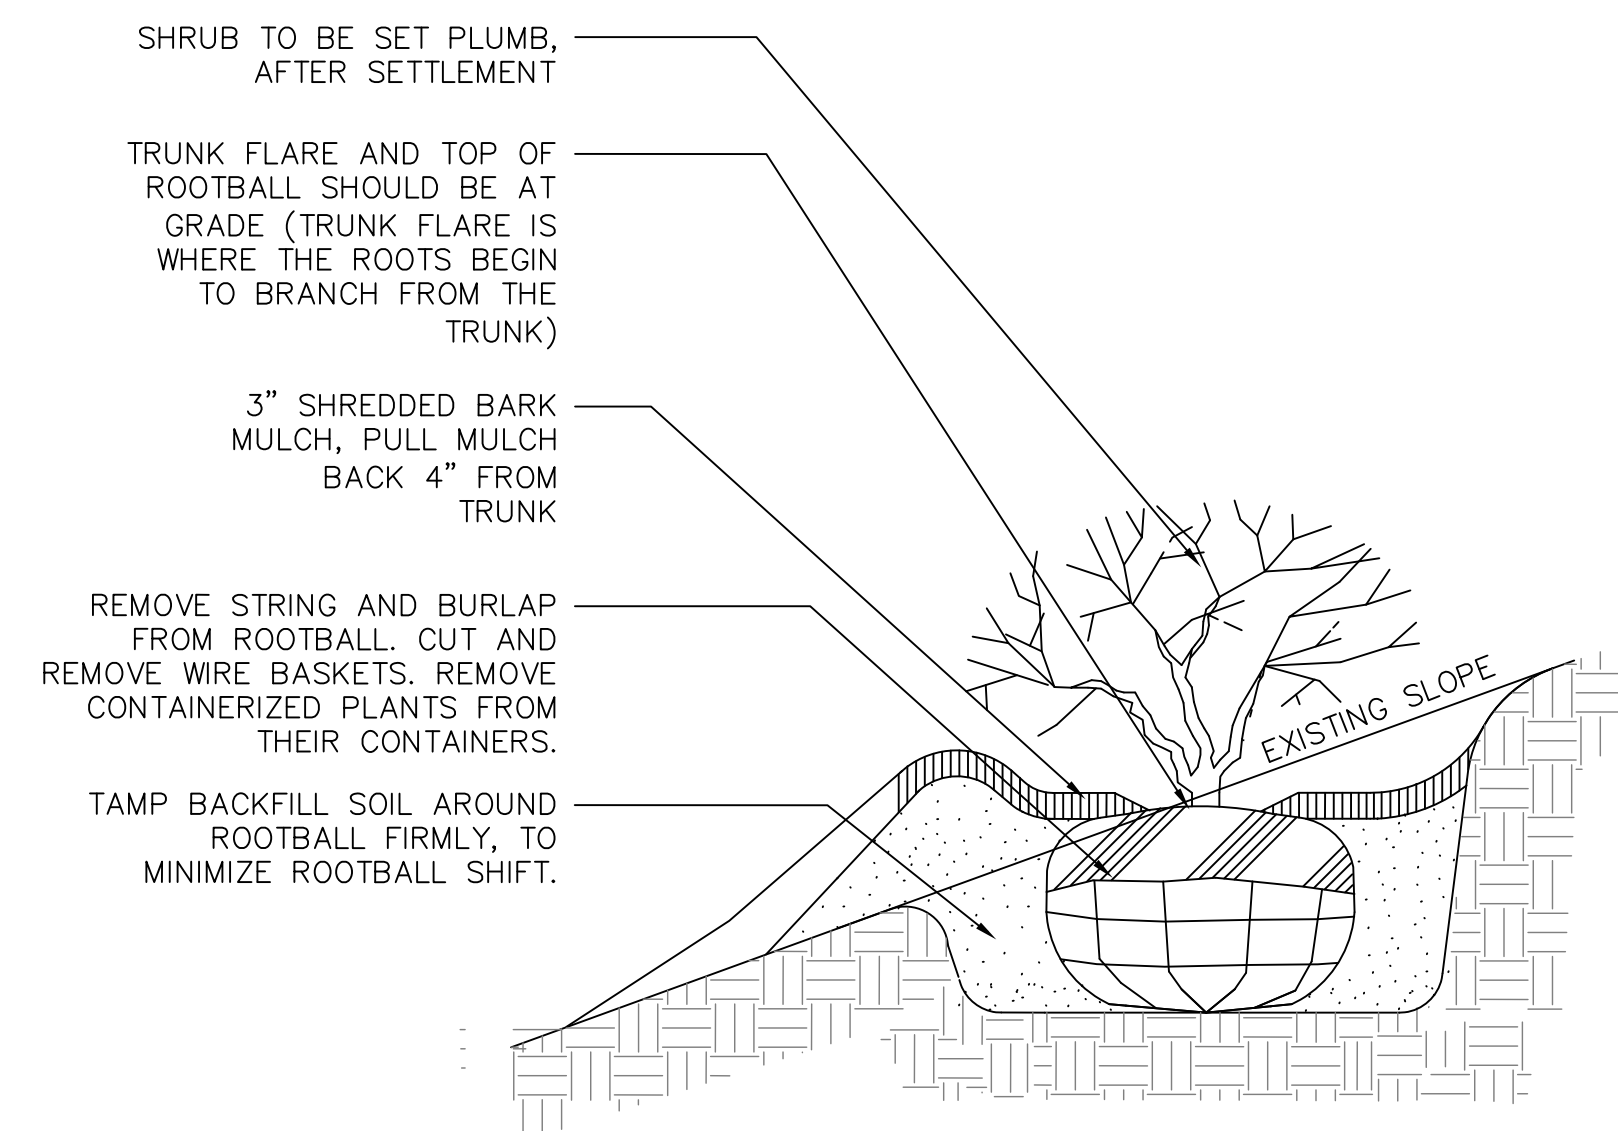 SHRUB TO BE SET PLUMB,
AFTER SETTLEMENT
TRUNK FLARE AND TOP OF
ROOTBALL SHOULD BE AT
GRADE (TRUNK FLARE IS
WHERE THE ROOTS BEGIN
TO BRANCH FROM THE
TRUNK)
3” SHREDDED BARK
MULCH, PULL MULCH
BACK 4” FROM
TRUNK
REMOVE STRING AND BURLAP
FROM ROOTBALL. CUT AND
REMOVE WIRE BASKETS. REMOVE
CONTAINERIZED PLANTS FROM
THEIR CONTAINERS.
TAMP BACKFILL SOIL AROUND
ROOTBALL FIRMLY, TO
MINIMIZE ROOTBALL SHIFT.
EXISTING SLOPE